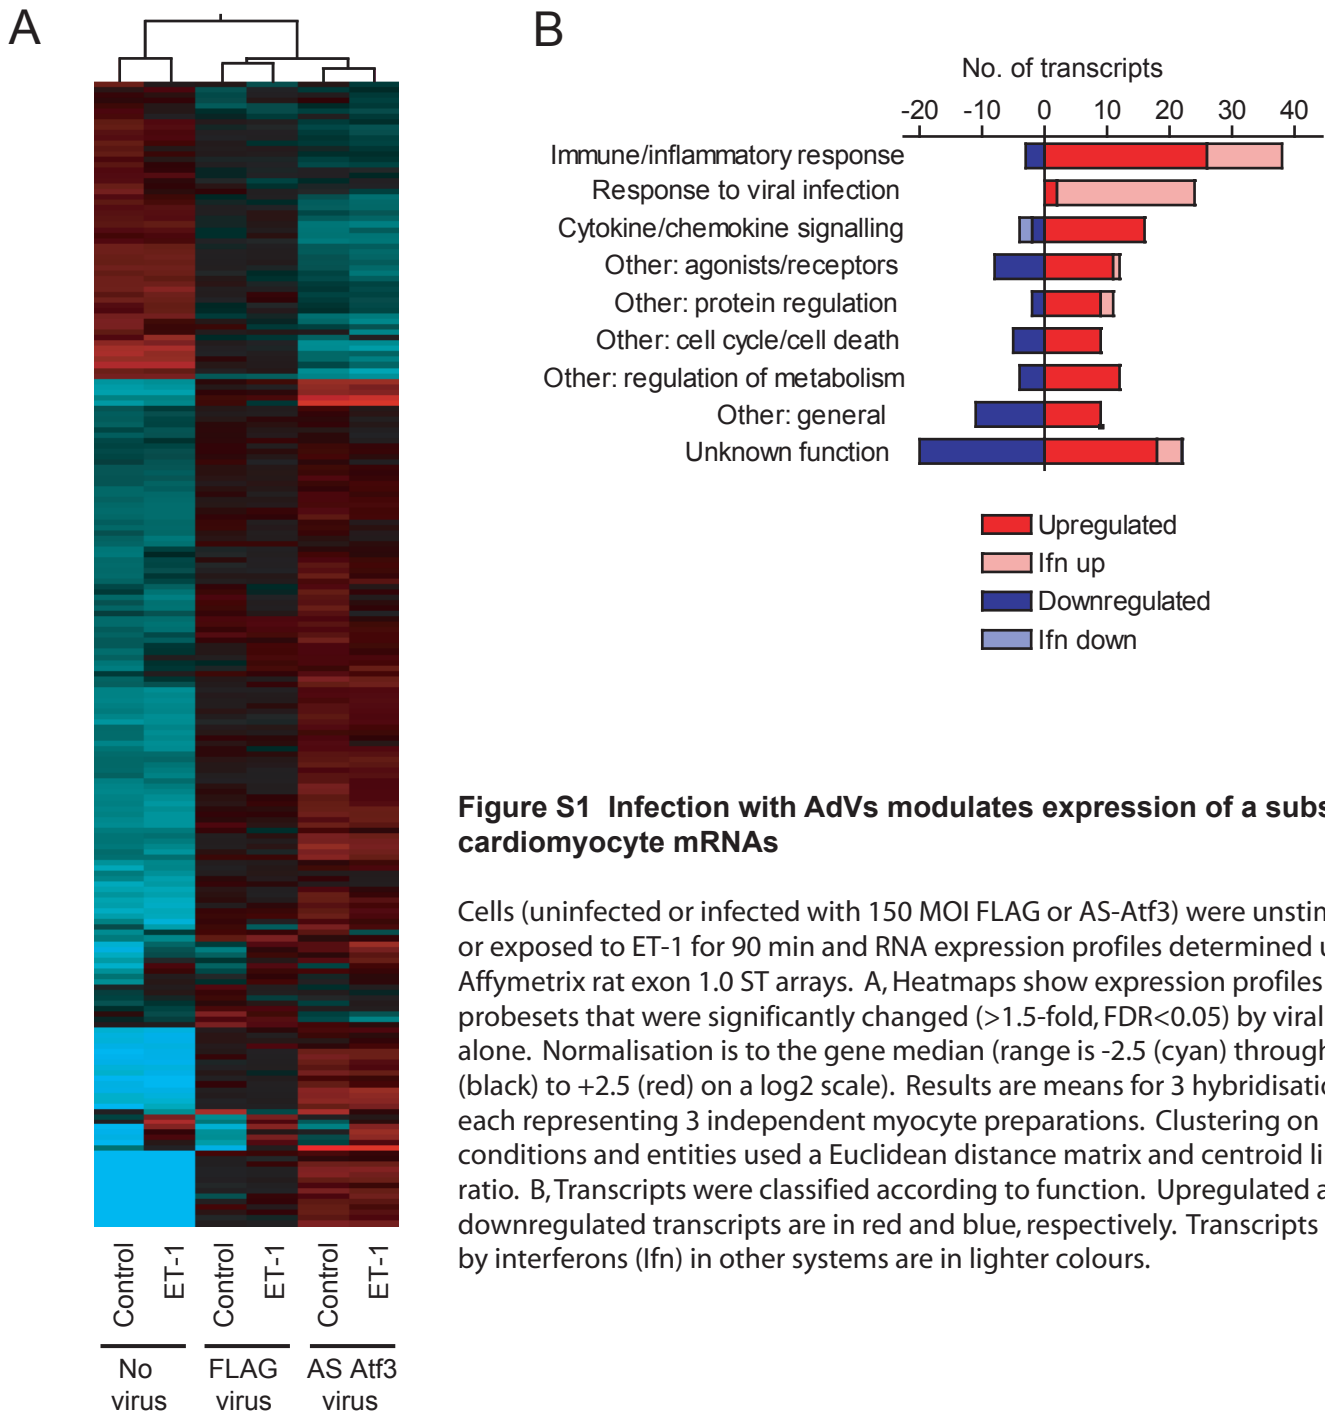 A
B
No. of transcripts
-20 -10 0 10 20 30 40
Immune/inflammatory response
Response to viral infection
Cytokine/chemokine signalling
Other: agonists/receptors
Other: protein regulation
Other: cell cycle/cell death
Other: regulation of metabolism
Other: general
Unknown function
Upregulated
Ifn up
Downregulated
Ifn down
Figure S1 Infection with AdVs modulates expression of a subs
cardiomyocyte mRNAs
Cells (uninfected or infected with 150 MOI FLAG or AS-Atf3) were unstim
or exposed to ET-1 for 90 min and RNA expression profiles determined u
Affymetrix rat exon 1.0 ST arrays. A, Heatmaps show expression profiles
probesets that were significantly changed (>1.5-fold, FDR<0.05) by viral
alone. Normalisation is to the gene median (range is -2.5 (cyan) through
(black) to +2.5 (red) on a log2 scale). Results are means for 3 hybridisatio
each representing 3 independent myocyte preparations. Clustering on
conditions and entities used a Euclidean distance matrix and centroid li
ratio. B, Transcripts were classified according to function. Upregulated a
downregulated transcripts are in red and blue, respectively. Transcripts
by interferons (Ifn) in other systems are in lighter colours.
Control ET-1 Control ET-1 Control ET-1
No virus
FLAG virus
AS Atf3 virus